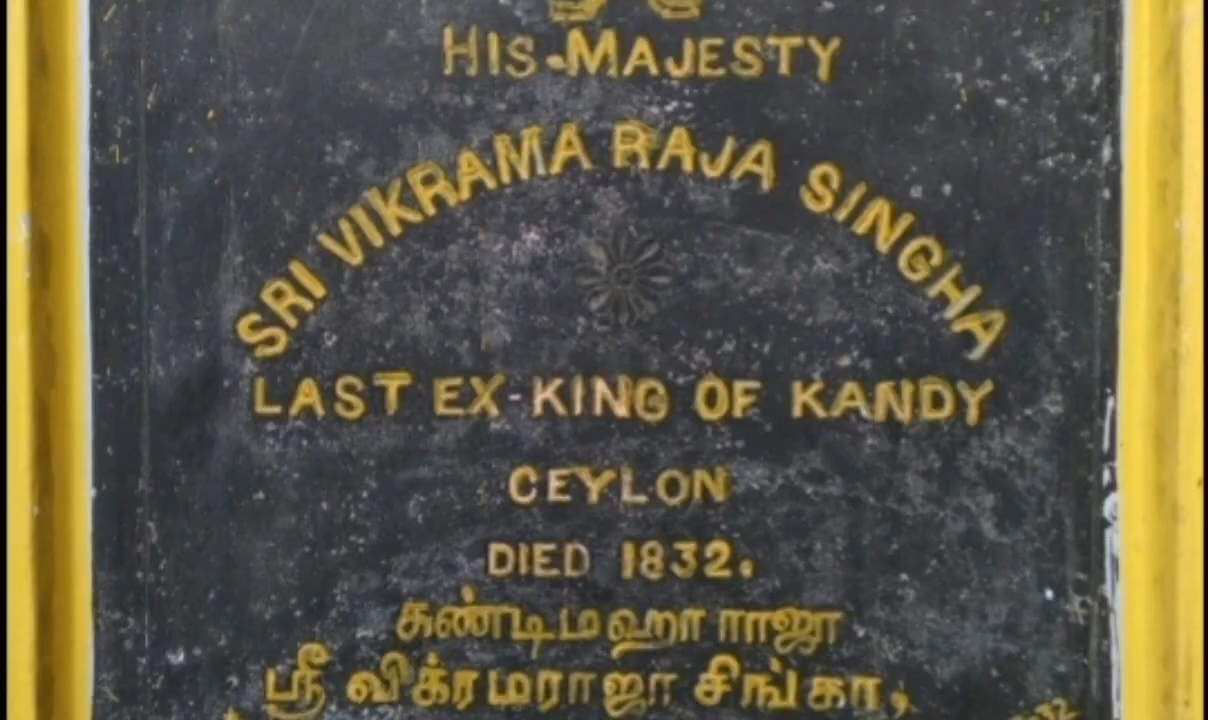 HIS-MAJESTY
SRI VIKRAMA RAJA SINGHA
LAST EX-KING OF KANDY
CEYLON
DIED 1832.
கண்டி மஹா ராஜா
ஸ்ரீ விக்ரமராஜா சிங்கா,